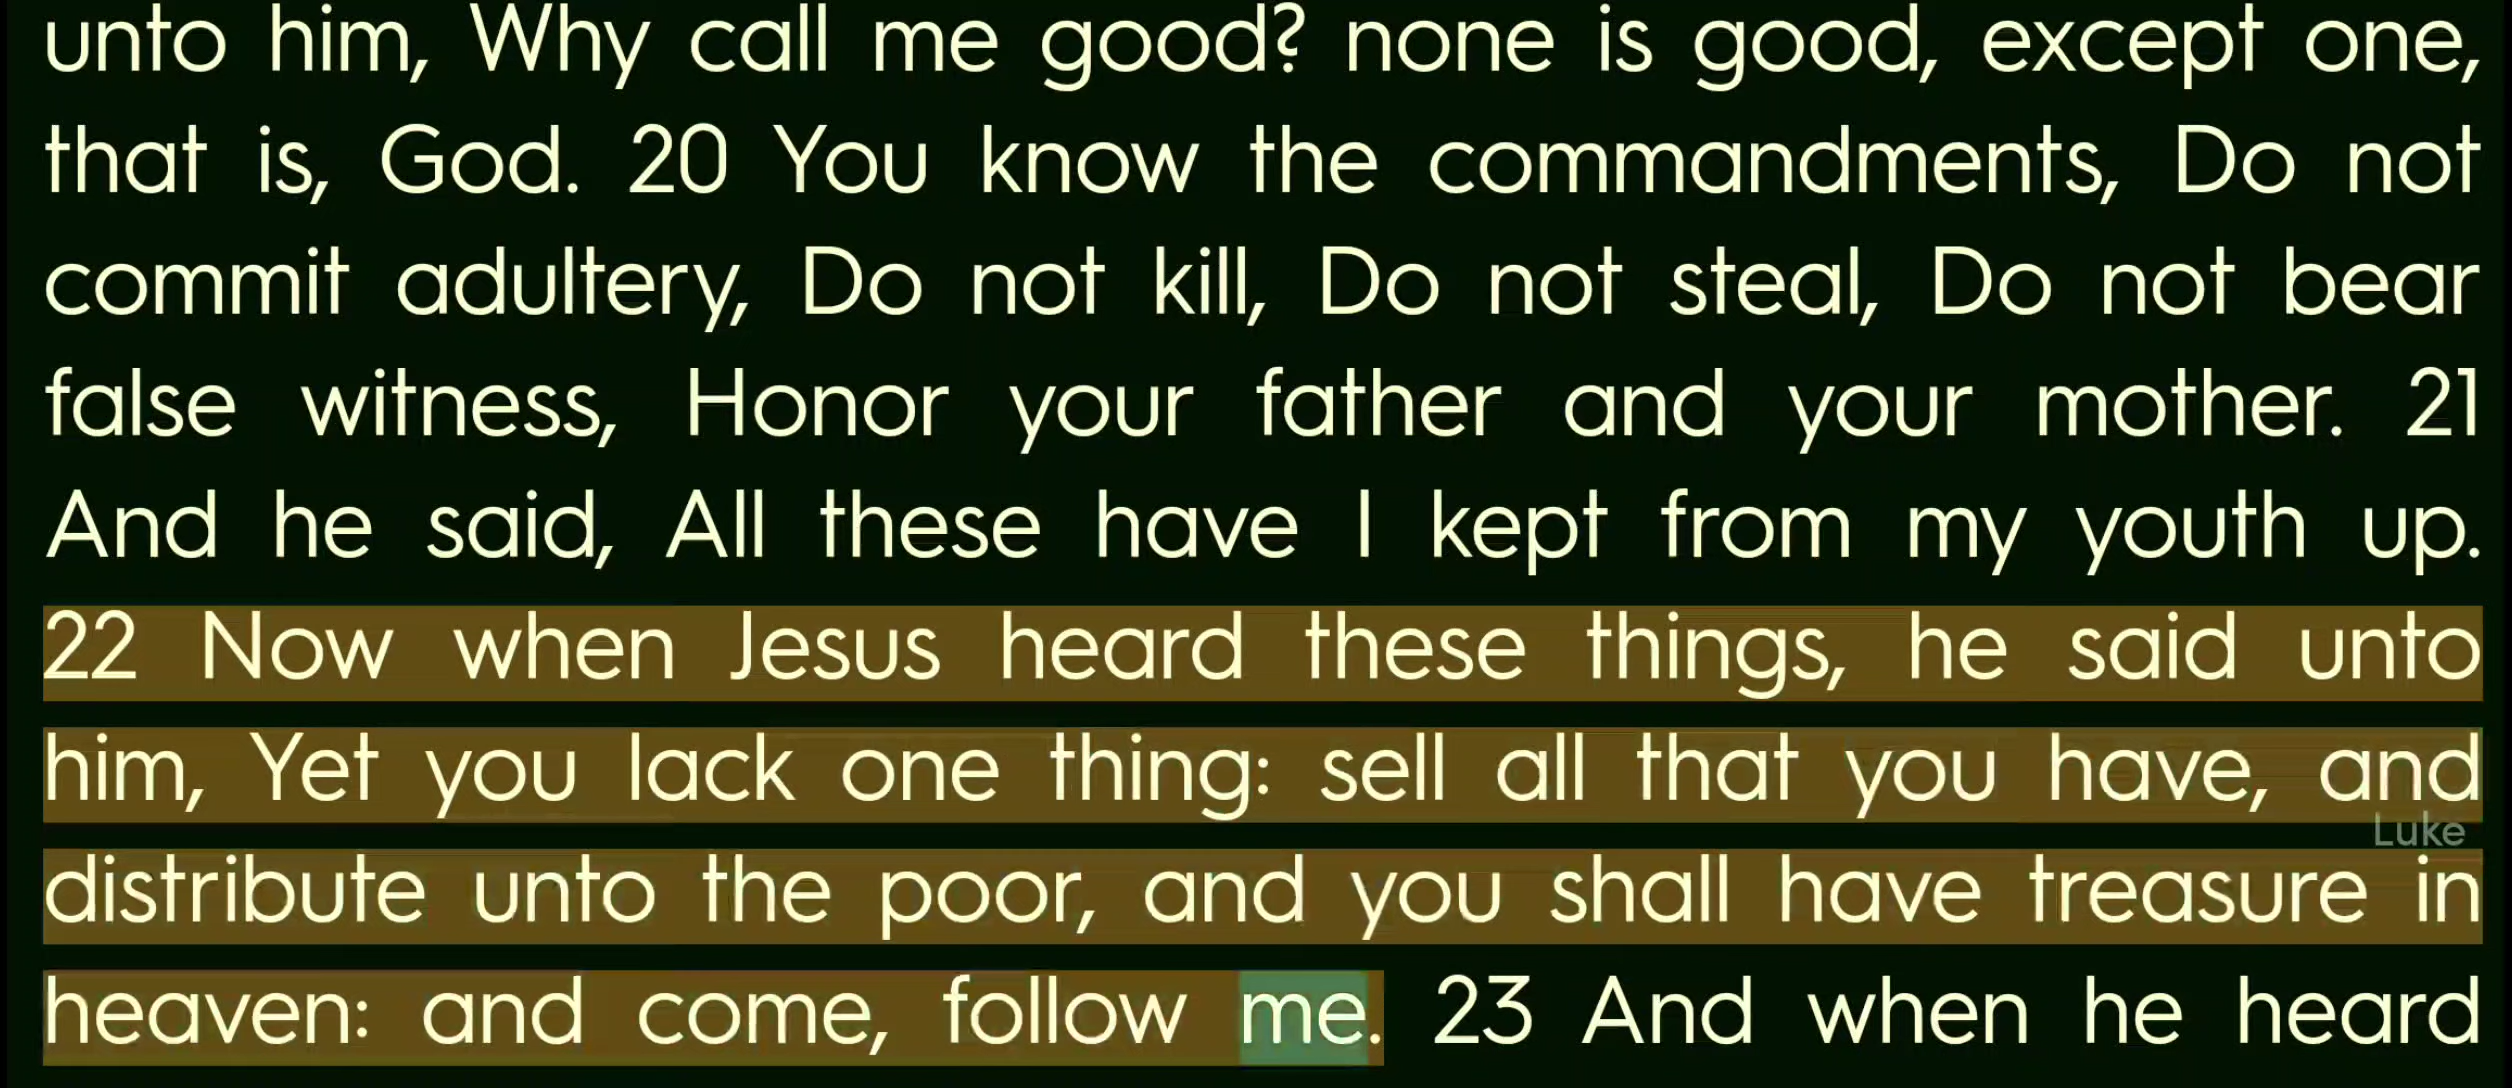 unto him, Why call me good? none is good, except one,
that is, God. 20 You know the commandments, Do not
commit adultery, Do not kill, Do not steal, Do not bear
false witness, Honor your father and your mother. 21
And he said, All these have I kept from my youth up.
22 Now when Jesus heard these things, he said unto
him, Yet you lack one thing: sell all that you have, and
Luke
distribute unto the poor, and you shall have treasure in
heaven: and come, follow me. 23 And when he heard